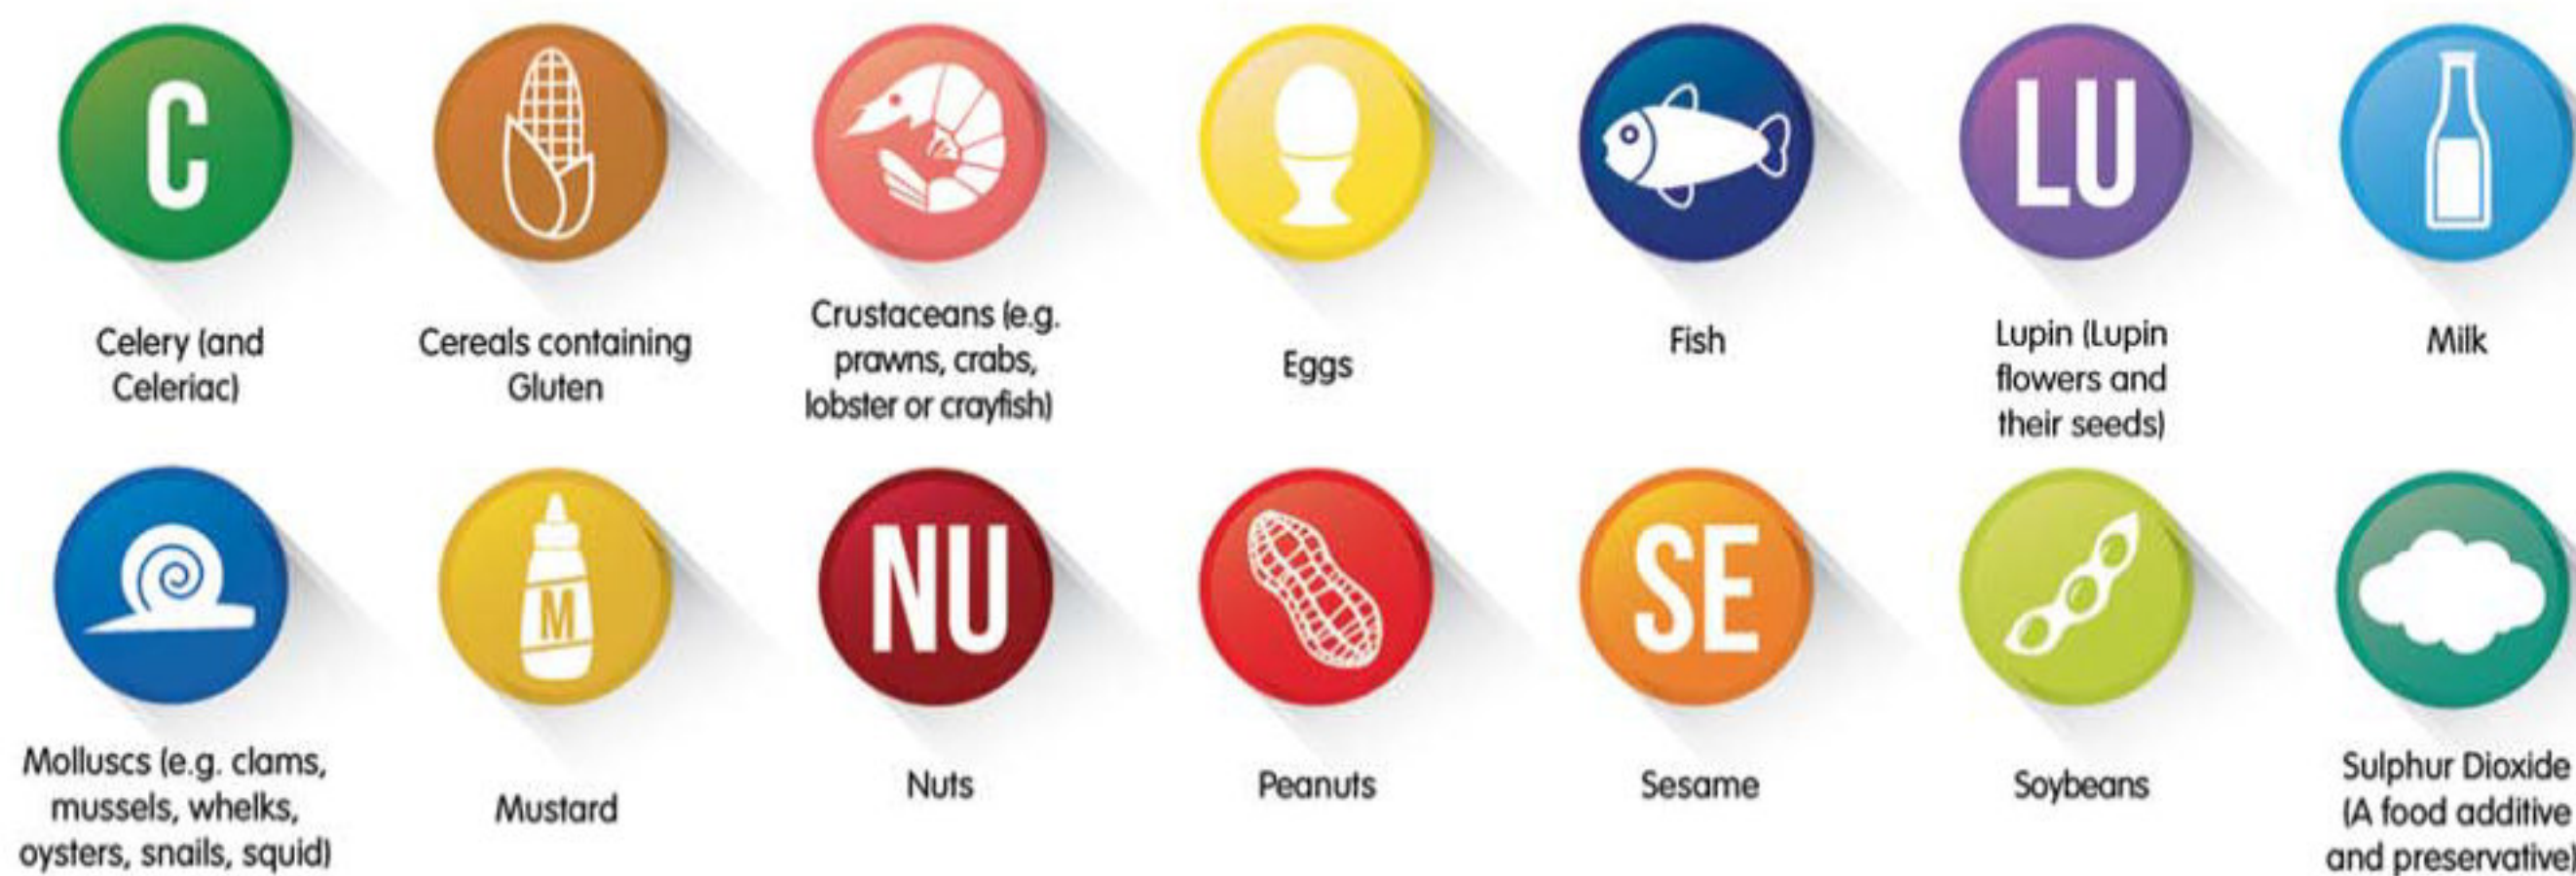 C
LU
Celery (and
Celeriac)
Cereals containing
Gluten
Crustaceans (e.g.
prawns, crabs,
lobster or crayfish)
Eggs
Fish
Lupin (Lupin
flowers and
their seeds)
Milk
M
NU
SE
Molluscs (e.g. clams,
mussels, whelks,
oysters, snails, squid)
Mustard
Nuts
Peanuts
Sesame
Soybeans
Sulphur Dioxide
(A food additive
and preservative)